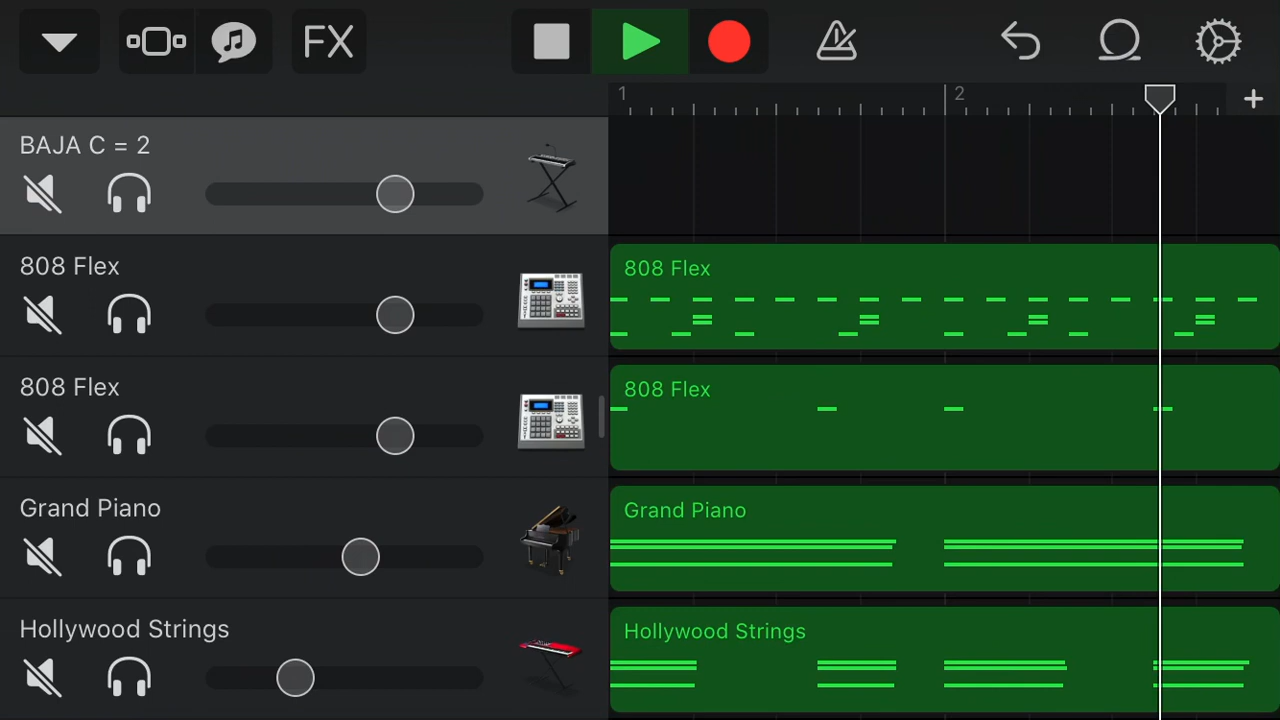 FX
1
2
BAJA C = 2
808 Flex
808 Flex
808 Flex
808 Flex
Grand Piano
Grand Piano
Hollywood Strings
Hollywood Strings